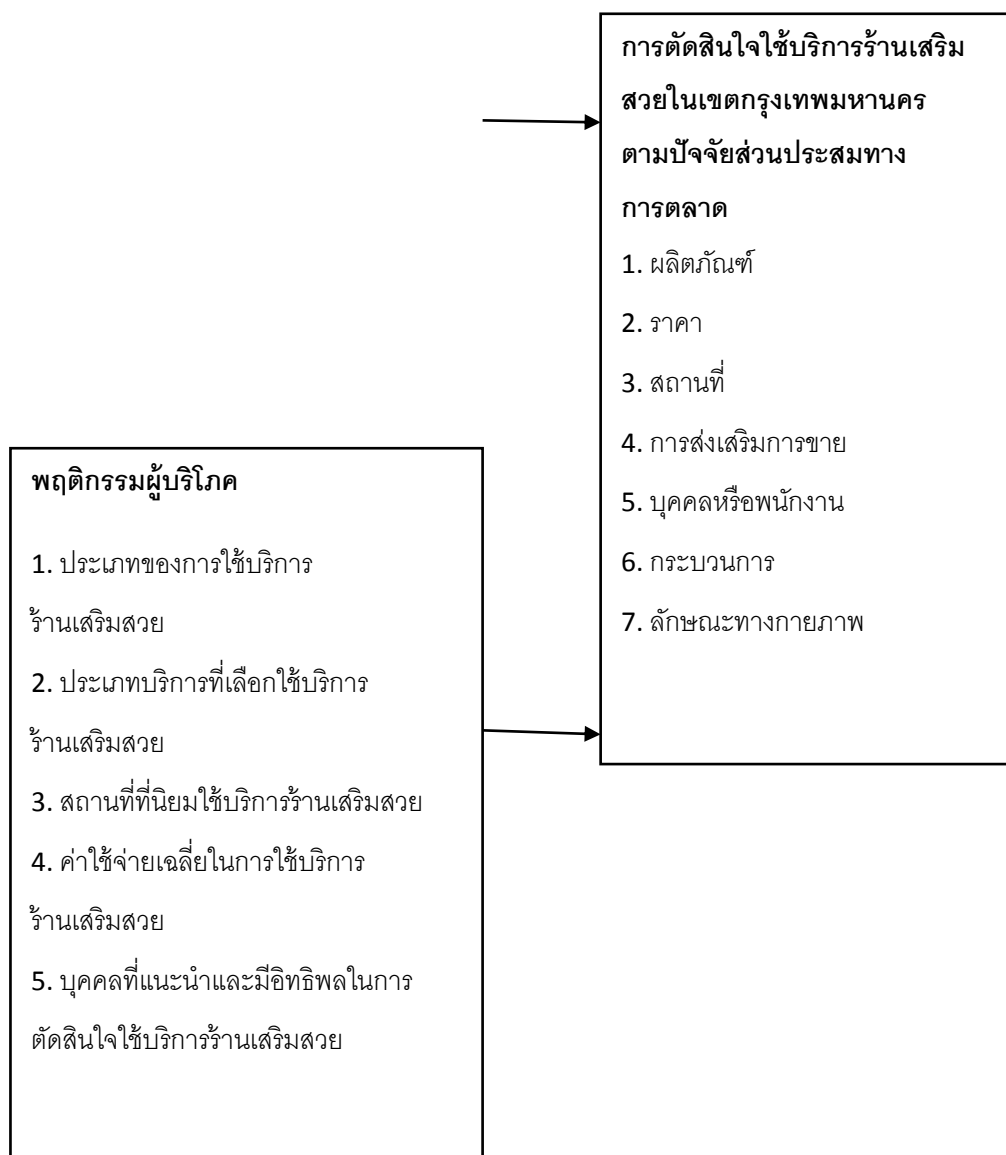 การตัดสินใจใช้บริการร้านเสริม
สวยในเขตกรุงเทพมหานคร
ตามปัจจัยส่วนประสมทาง
การตลาด
1. ผลิตภัณฑ์
2. ราคา
3. สถานที่
4. การส่งเสริมการขาย
5. บุคคลหรือพนักงาน
6. กระบวนการ
7. ลักษณะทางกายภาพ
พฤติกรรมผู้บริโภค
1. ประเภทของการใช้บริการ
ร้านเสริมสวย
2. ประเภทบริการที่เลือกใช้บริการ
ร้านเสริมสวย
3. สถานที่ที่นิยมใช้บริการร้านเสริมสวย
4. ค่าใช้จ่ายเฉลี่ยในการใช้บริการ
ร้านเสริมสวย
5. บุคคลที่แนะนำและมีอิทธิพลในการ
ตัดสินใจใช้บริการร้านเสริมสวย